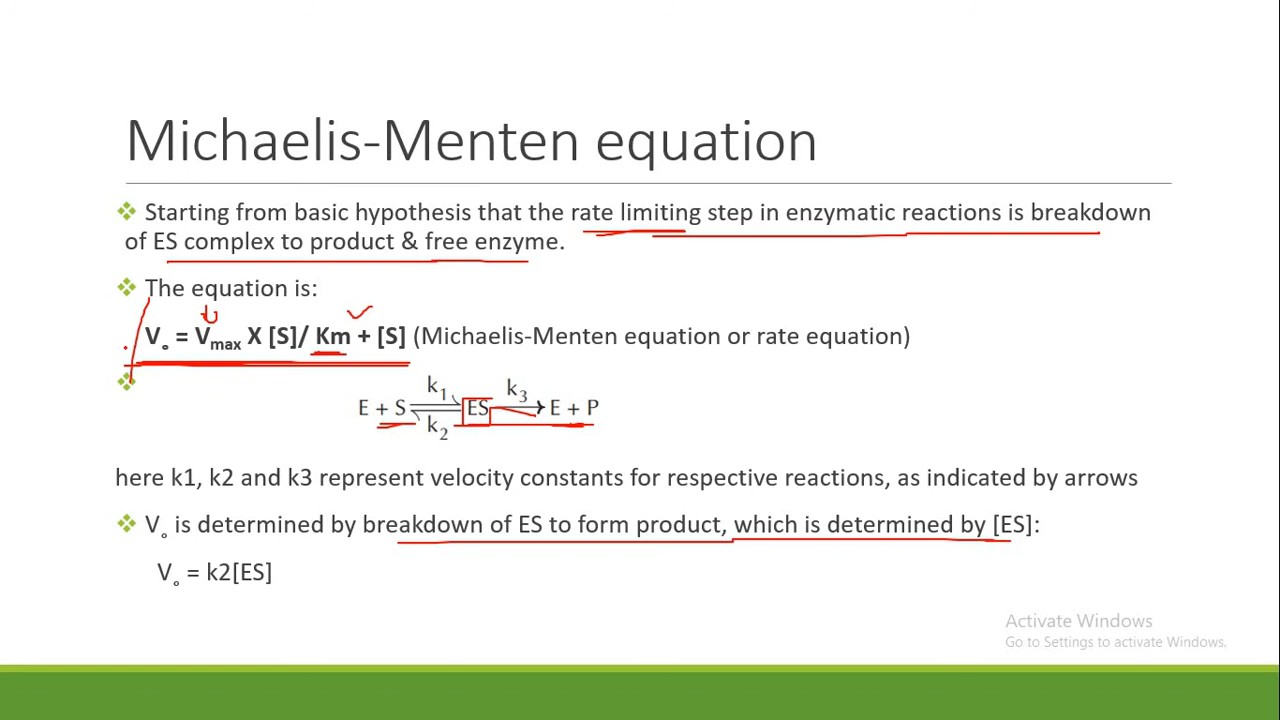 Michaelis-Menten equation
Starting from basic hypothesis that the rate limiting step in enzymatic reactions is breakdown
of ES complex to product & free enzyme.
The equation is:
V₀ = Vmax X [S]/ Km + [S] (Michaelis-Menten equation or rate equation)
k1 k3
E + S ES E + P
k2
here k1, k2 and k3 represent velocity constants for respective reactions, as indicated by arrows
V₀ is determined by breakdown of ES to form product, which is determined by [ES]:
V₀ = k2[ES]
Activate Windows
Go to Settings to activate Windows.